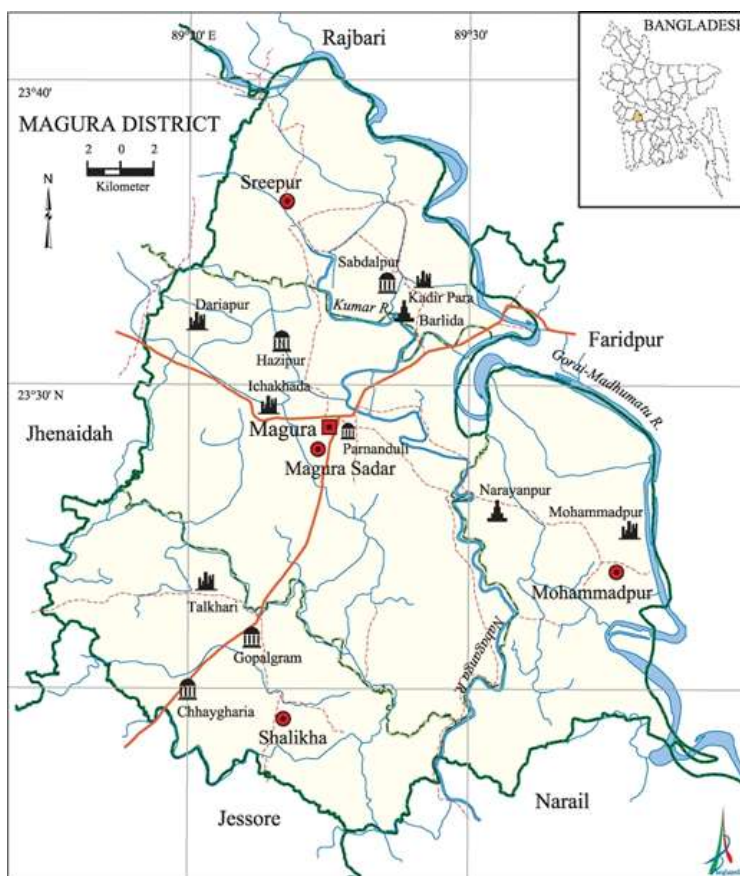 BANGLADESH
89°20' E
Rajbari
89°30'
23°40'
MAGURA DISTRICT
2 0 2
Kilometer
N
Sreepur
Sabdalpur
Kadir Para
Dariapur
Kumar R.
Barlida
Hazipur
Faridpur
Gorai-Madhumati R.
23°30' N
Ichakhada
Jhenaidah
Magura
Parnanduli
Magura Sadar
Narayanpur
Mohammadpur
Mohammadpur
Talkhari
Nabaganga R.
Gopalgram
Chhaygharia
Shalikha
Narail
Jessore